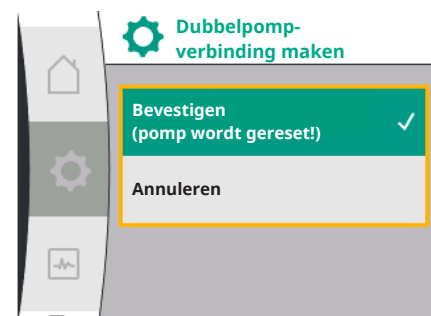 Dubbelpomp-
verbinding maken
Bevestigen
(pomp wordt gereset!)
Annuleren